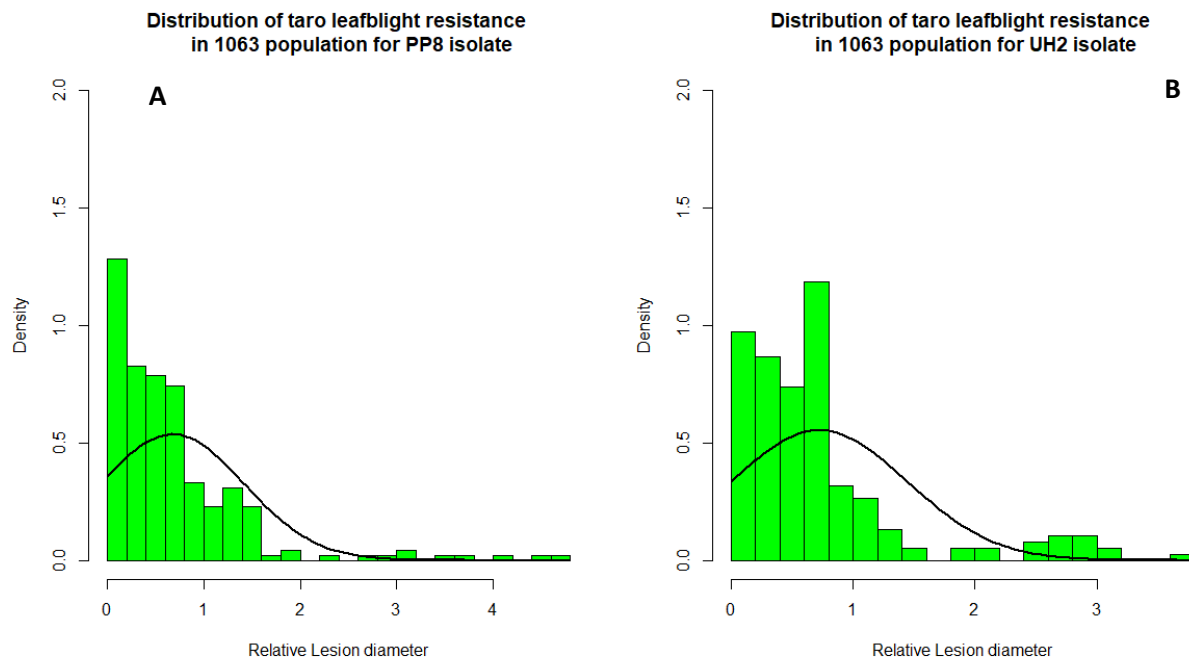 Distribution of taro leafblight resistance
in 1063 population for PP8 isolate
A
2.0
1.5
1.0
0.5
0.0
Density
0 1 2 3 4
Relative Lesion diameter
Distribution of taro leafblight resistance
in 1063 population for UH2 isolate
B
2.0
1.5
1.0
0.5
0.0
Density
0 1 2 3
Relative Lesion diameter